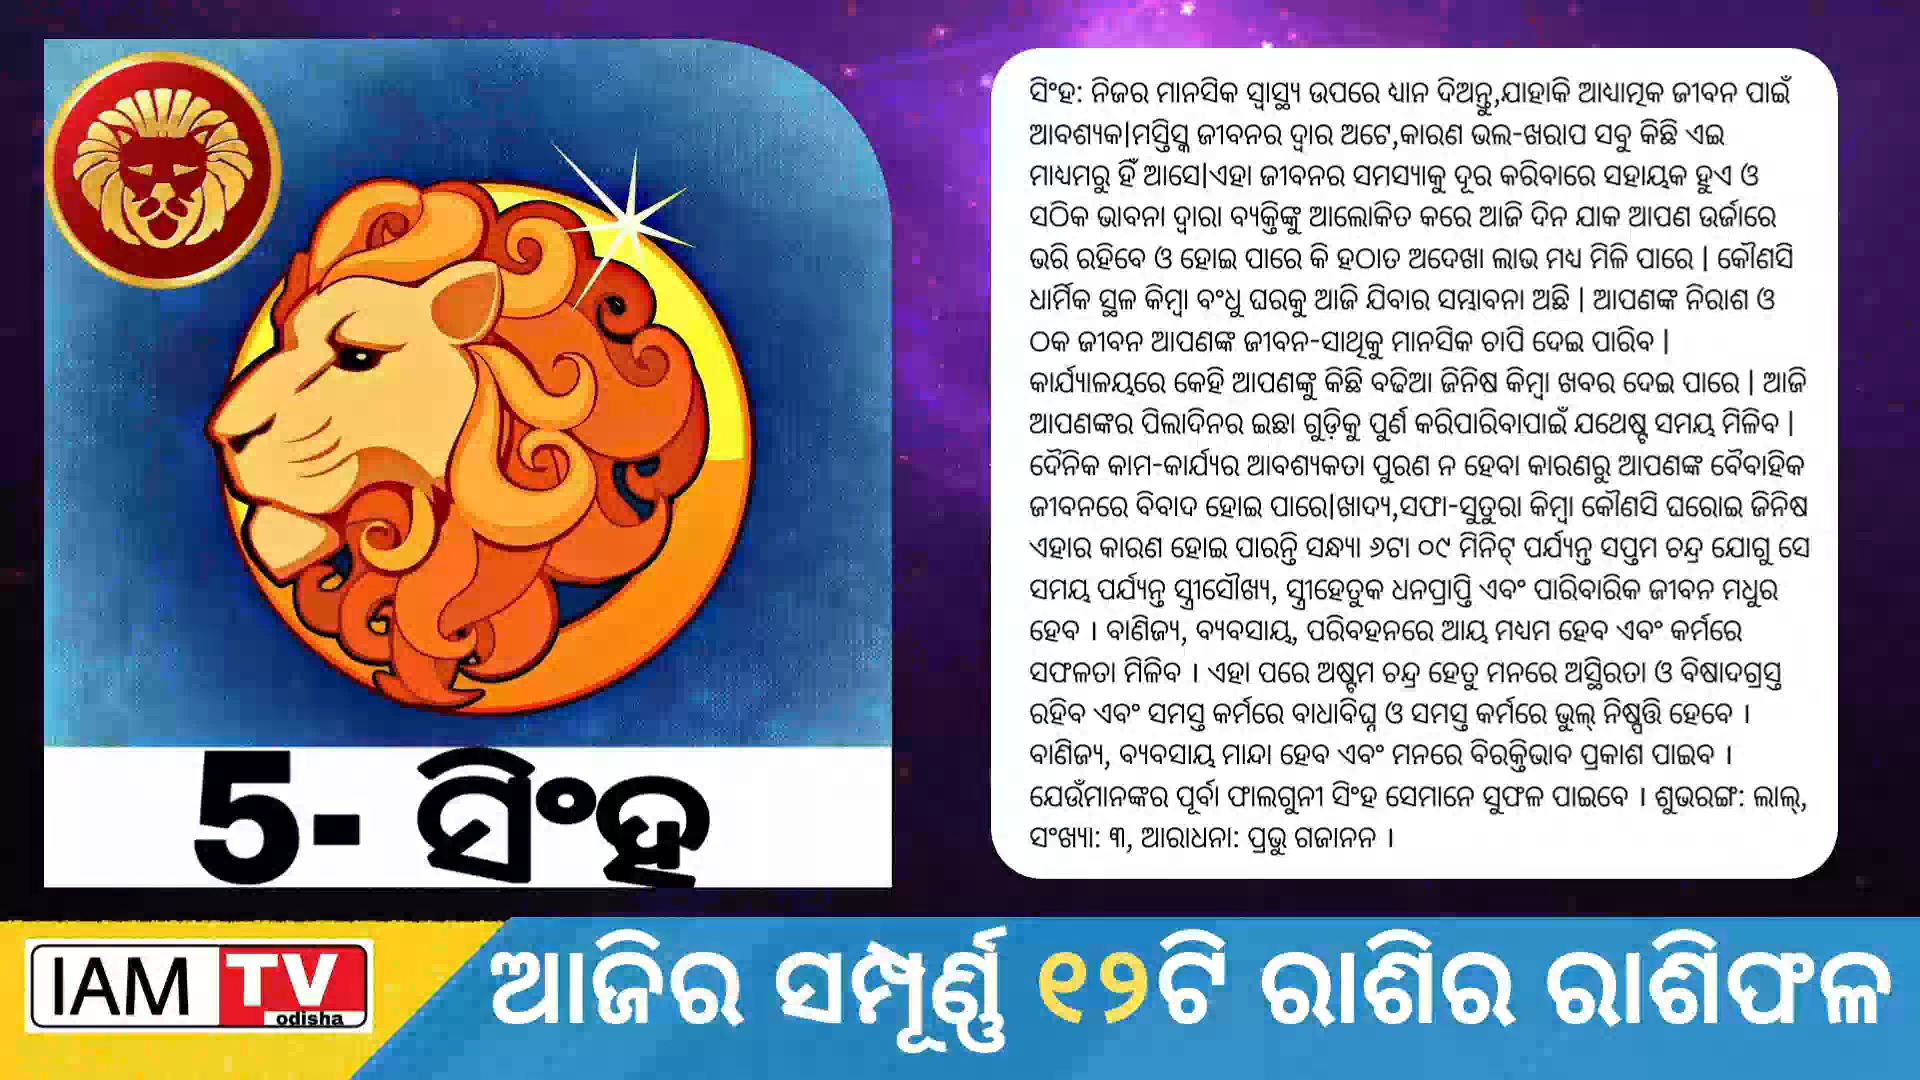 ସିଂହ: ନିଜର ମାନସିକ ସ୍ୱାସ୍ଥ୍ୟ ଉପରେ ଧ୍ୟାନ ଦିଅନ୍ତୁ,ଯାହାକି ଆଧ୍ୟାତ୍ମକ ଜୀବନ ପାଇଁ
ଆବଶ୍ୟକ|ମସ୍ତିସ୍କ ଜୀବନର ଦ୍ୱାର ଅଟେ,କାରଣ ଭଲ-ଖରାପ ସବୁ କିଛି ଏଇ
ମାଧ୍ୟମରୁ ହିଁ ଆସେ|ଏହା ଜୀବନର ସମସ୍ୟାକୁ ଦୂର କରିବାରେ ସହାୟକ ହୁଏ ଓ
ସଠିକ ଭାବନା ଦ୍ୱାରା ବ୍ୟକ୍ତିଙ୍କୁ ଆଲୋକିତ କରେ ଆଜି ଦିନ ଯାକ ଆପଣ ଉର୍ଜାରେ
ଭରି ରହିବେ ଓ ହୋଇ ପାରେ କି ହଠାତ ଅଦେଖା ଲାଭ ମଧ୍ୟ ମିଳି ପାରେ | କୌଣସି
ଧାର୍ମିକ ସ୍ଥଳ କିମ୍ବା ବଂଧୁ ଘରକୁ ଆଜି ଯିବାର ସମ୍ଭାବନା ଅଛି | ଆପଣଙ୍କ ନିରାଶ ଓ
ଠକ ଜୀବନ ଆପଣଙ୍କ ଜୀବନ-ସାଥିକୁ ମାନସିକ ଚାପି ଦେଇ ପାରିବ |
କାର୍ଯ୍ୟାଳୟରେ କେହି ଆପଣଙ୍କୁ କିଛି ବଢିଆ ଜିନିଷ କିମ୍ବା ଖବର ଦେଇ ପାରେ | ଆଜି
ଆପଣଙ୍କର ପିଲାଦିନର ଇଛା ଗୁଡ଼ିକୁ ପୁର୍ଣ କରିପାରିବାପାଇଁ ଯଥେଷ୍ଟ ସମୟ ମିଳିବ |
ଦୈନିକ କାମ-କାର୍ଯ୍ୟର ଆବଶ୍ୟକତା ପୁରଣ ନ ହେବା କାରଣରୁ ଆପଣଙ୍କ ବୈବାହିକ
ଜୀବନରେ ବିବାଦ ହୋଇ ପାରେ|ଖାଦ୍ୟ,ସଫା-ସୁତୁରା କିମ୍ବା କୌଣସି ଘରୋଇ ଜିନିଷ
ଏହାର କାରଣ ହୋଇ ପାରନ୍ତି ସନ୍ଧ୍ୟା ୬ଟା ୦୯ ମିନିଟ୍ ପର୍ଯ୍ୟନ୍ତ ସପ୍ତମ ଚନ୍ଦ୍ର ଯୋଗୁ ସେ
ସମୟ ପର୍ଯ୍ୟନ୍ତ ସ୍ତ୍ରୀସୌଖ୍ୟ, ସ୍ତ୍ରୀହେତୁକ ଧନପ୍ରାପ୍ତି ଏବଂ ପାରିବାରିକ ଜୀବନ ମଧୁର
ହେବ । ବାଣିଜ୍ୟ, ବ୍ୟବସାୟ, ପରିବହନରେ ଆୟ ମଧ୍ୟମ ହେବ ଏବଂ କର୍ମରେ
ସଫଳତା ମିଳିବ । ଏହା ପରେ ଅଷ୍ଟମ ଚନ୍ଦ୍ର ହେତୁ ମନରେ ଅସ୍ଥିରତା ଓ ବିଷାଦଗ୍ରସ୍ତ
ରହିବ ଏବଂ ସମସ୍ତ କର୍ମରେ ବାଧାବିଘ୍ନ ଓ ସମସ୍ତ କର୍ମରେ ଭୁଲ୍ ନିଷ୍ପତ୍ତି ହେବେ ।
ବାଣିଜ୍ୟ, ବ୍ୟବସାୟ ମାନ୍ଦା ହେବ ଏବଂ ମନରେ ବିରକ୍ତିଭାବ ପ୍ରକାଶ ପାଇବ ।
ଯେଉଁମାନଙ୍କର ପୂର୍ବା ଫାଲଗୁନୀ ସିଂହ ସେମାନେ ସୁଫଳ ପାଇବେ । ଶୁଭରଙ୍ଗ: ଲାଲ୍,
ସଂଖ୍ୟା: ୩, ଆରାଧନା: ପ୍ରଭୁ ଗଜାନନ ।
5- ସିଂହ
IAM TV odisha
ଆଜିର ସମ୍ପୂର୍ଣ୍ଣ ୧୨ଟି ରାଶିର ରାଶିଫଳ